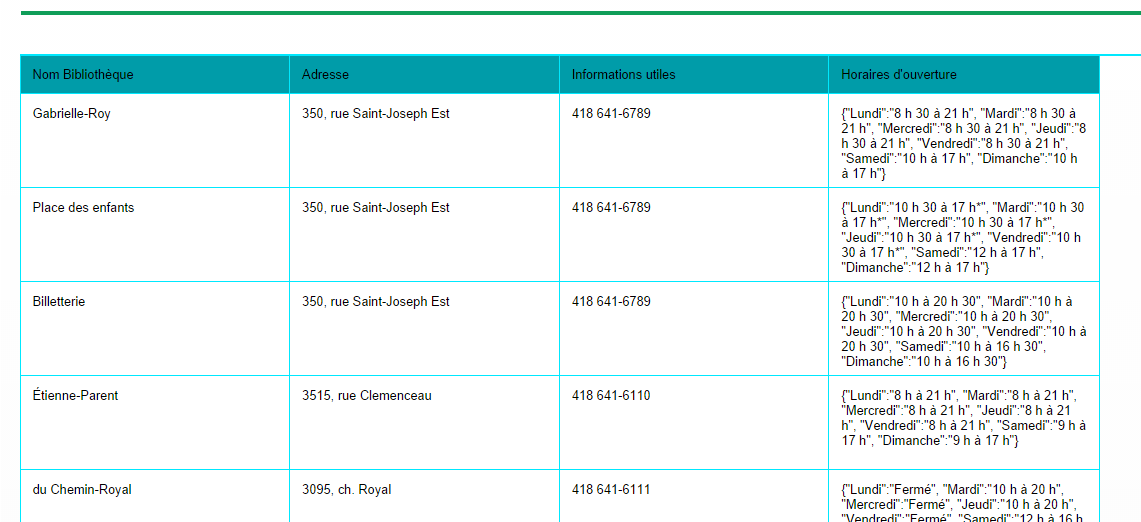 Nom Bibliothèque
Adresse
Informations utiles
Horaires d'ouverture
Gabrielle-Roy
350, rue Saint-Joseph Est
418 641-6789
{"Lundi":"8 h 30 à 21 h", "Mardi":"8 h 30 à
21 h", "Mercredi":"8 h 30 à 21 h", "Jeudi":"8
h 30 à 21 h", "Vendredi":"8 h 30 à 21 h",
"Samedi":"10 h à 17 h", "Dimanche":"10 h
à 17 h"}
Place des enfants
350, rue Saint-Joseph Est
418 641-6789
{"Lundi":"10 h 30 à 17 h*", "Mardi":"10 h 30
à 17 h*", "Mercredi":"10 h 30 à 17 h*",
"Jeudi":"10 h 30 à 17 h*", "Vendredi":"10 h
30 à 17 h*", "Samedi":"12 h à 17 h",
"Dimanche":"12 h à 17 h"}
Billetterie
350, rue Saint-Joseph Est
418 641-6789
{"Lundi":"10 h à 20 h 30", "Mardi":"10 h à
20 h 30", "Mercredi":"10 h à 20 h 30",
"Jeudi":"10 h à 20 h 30", "Vendredi":"10 h à
20 h 30", "Samedi":"10 h à 16 h 30",
"Dimanche":"10 h à 16 h 30"}
Étienne-Parent
3515, rue Clemenceau
418 641-6110
{"Lundi":"8 h à 21 h", "Mardi":"8 h à 21 h",
"Mercredi":"8 h à 21 h", "Jeudi":"8 h à 21
h", "Vendredi":"8 h à 21 h", "Samedi":"9 h à
17 h", "Dimanche":"9 h à 17 h"}
du Chemin-Royal
3095, ch. Royal
418 641-6111
{"Lundi":"Fermé", "Mardi":"10 h à 20 h",
"Mercredi":"Fermé", "Jeudi":"10 h à 20 h",
"Vendredi":"Fermé", "Samedi":"12 h à 16 h